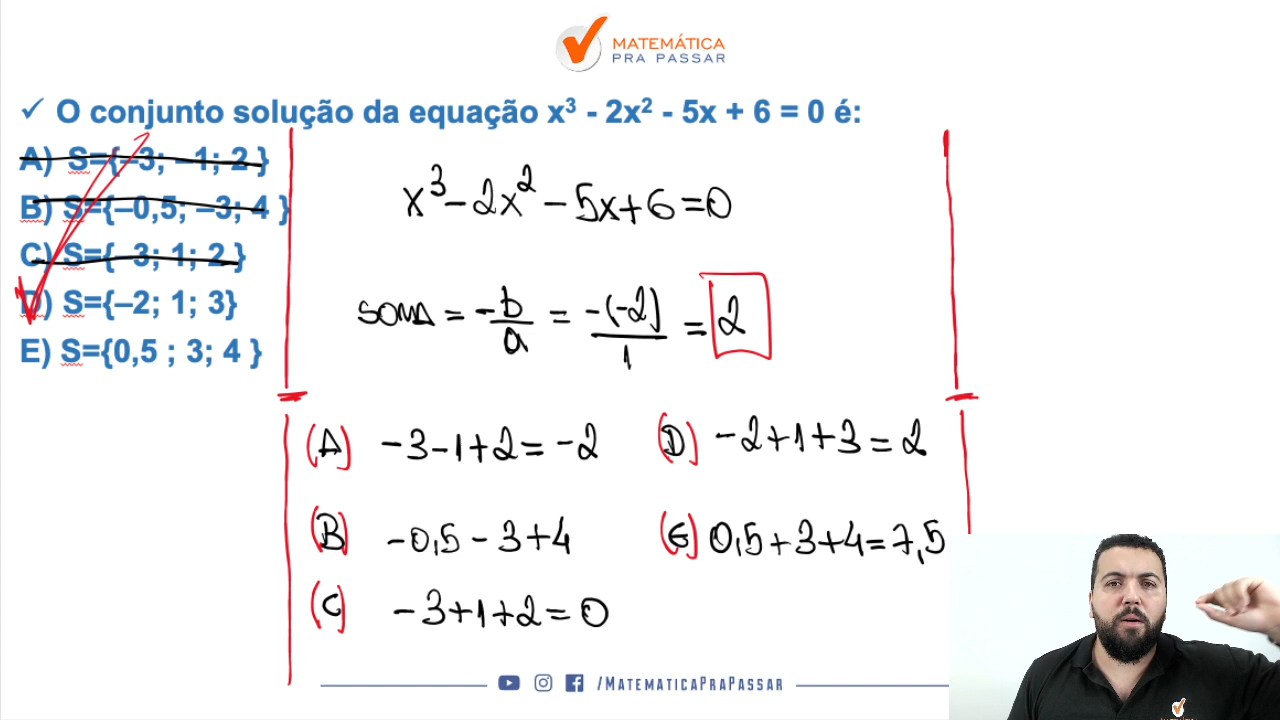 MATEMÁTICA
PRA PASSAR
✓ O conjunto solução da equação x³ - 2x² - 5x + 6 = 0 é:
A) S={–3; –1; 2 }
B) S={–0,5; –3; 4 }
C) S={ 3; 1; 2 }
D) S={–2; 1; 3}
E) S={0,5 ; 3; 4 }
x³ - 2x² - 5x + 6 = 0
SOMA = -b/a = -(-2)/1 = 2
(A) -3-1+2=-2
(D) -2+1+3=2
(B) -0,5-3+4
(E) 0,5+3+4=7,5
(C) -3+1+2=0
/MATEMATICAPRAPASSAR